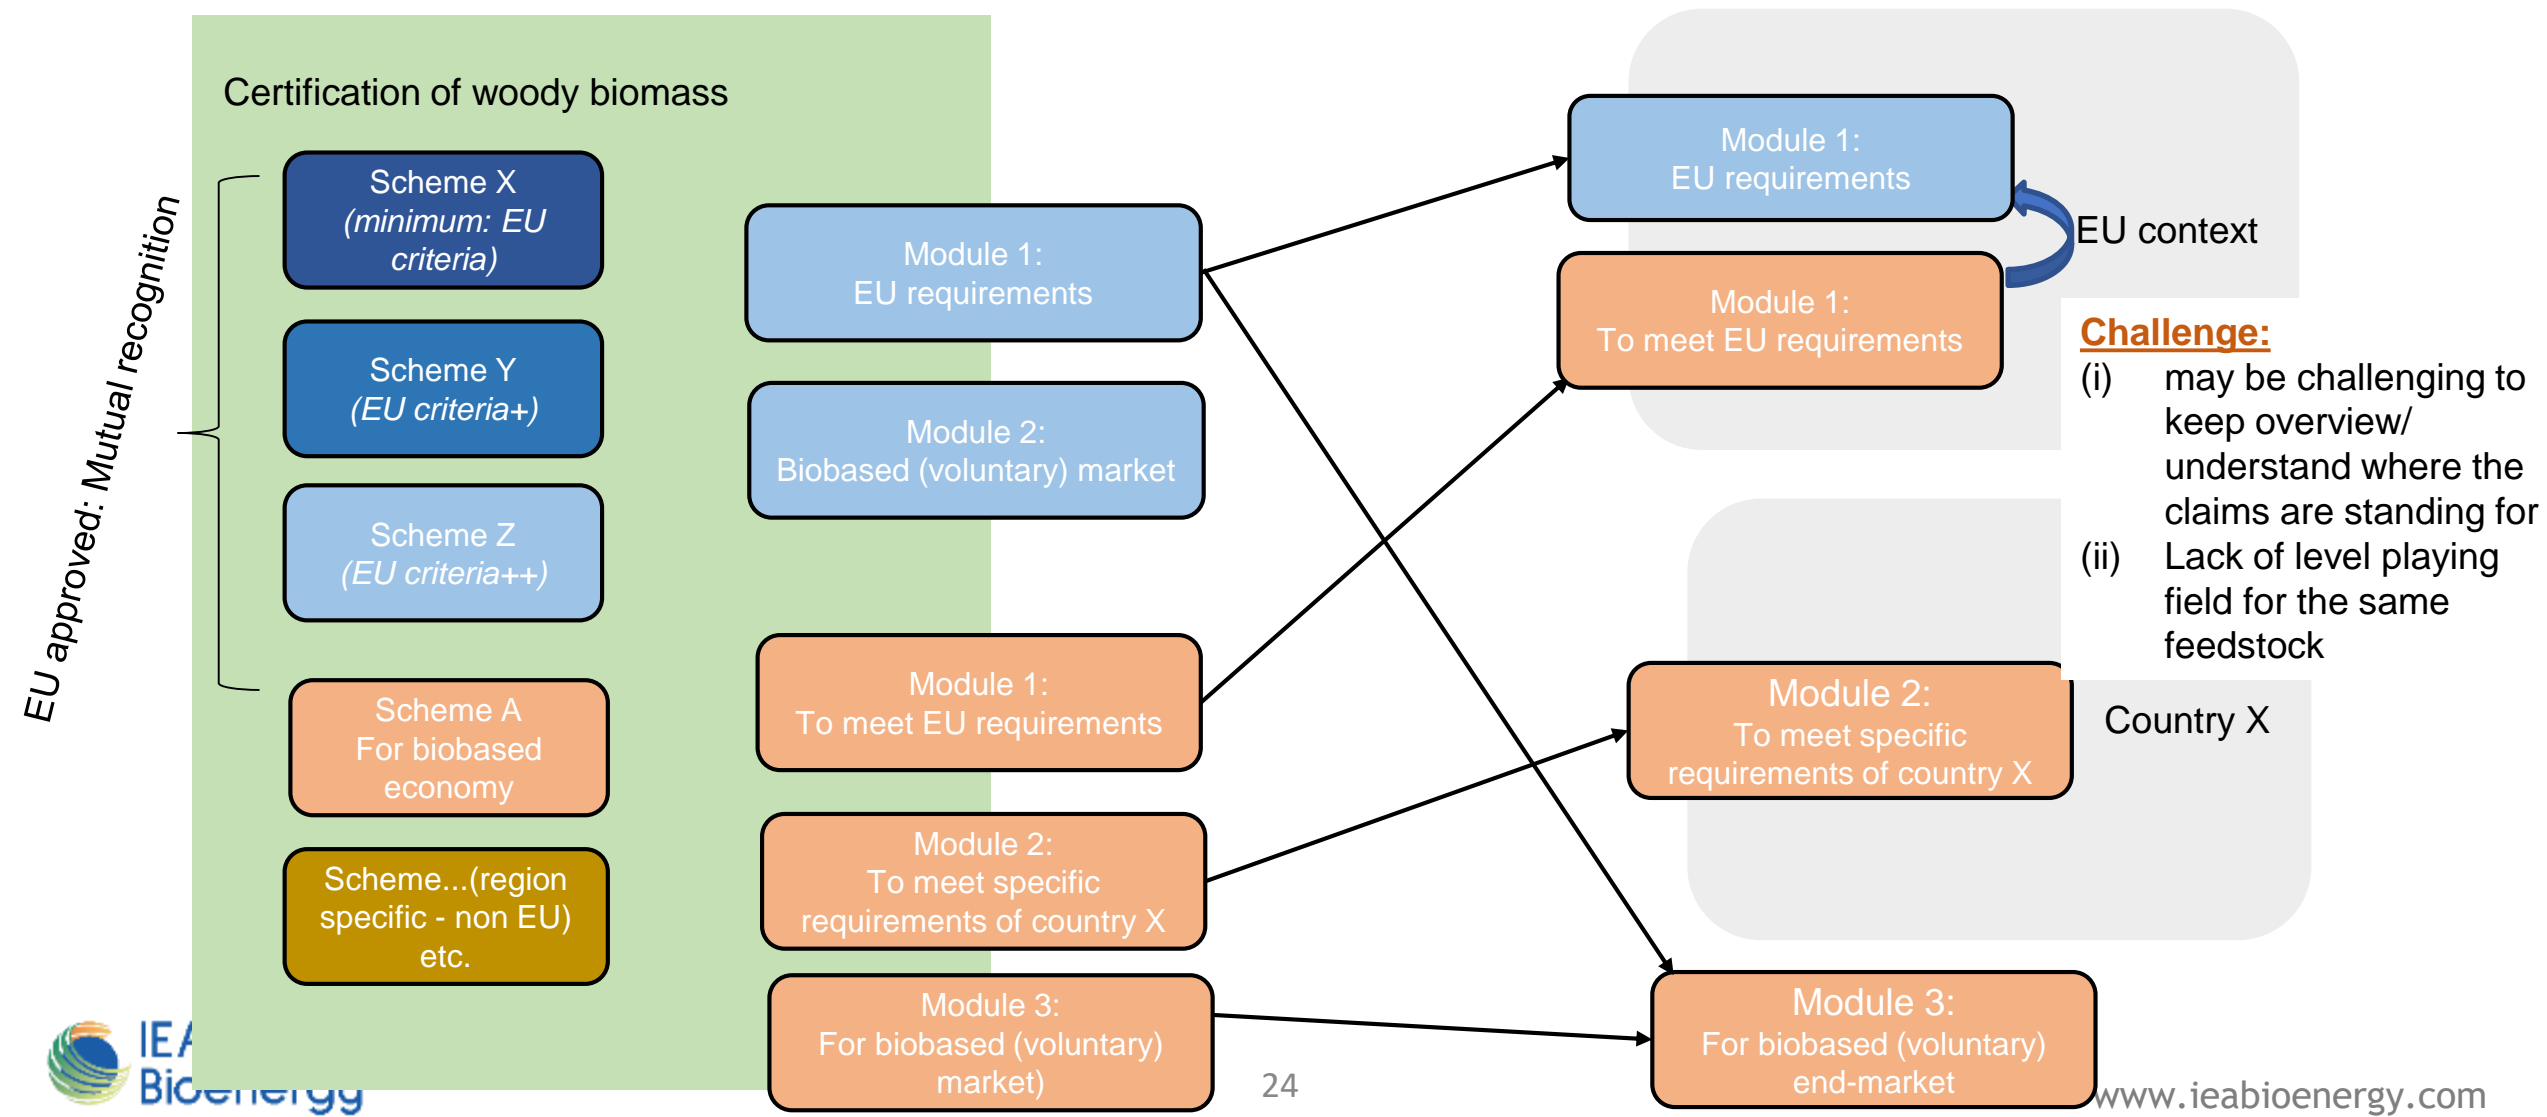 Certification of woody biomass
EU approved: Mutual recognition
Scheme X
(minimum: EU
criteria)
Scheme Y
(EU criteria+)
Scheme Z
(EU criteria++)
Scheme A
For biobased
economy
Scheme...(region
specific - non EU)
etc.
Module 1:
EU requirements
Module 2:
Biobased (voluntary) market
Module 1:
To meet EU requirements
Module 2:
To meet specific
requirements of country X
Module 3:
For biobased (voluntary)
market)
Module 1:
EU requirements
Module 1:
To meet EU requirements
EU context
Challenge:
(i) may be challenging to
keep overview/
understand where the
claims are standing for
(ii) Lack of level playing
field for the same
feedstock
Module 2:
To meet specific
requirements of country X
Country X
Module 3:
For biobased (voluntary)
end-market
IEA
Bioenergy
24
www.ieabioenergy.com